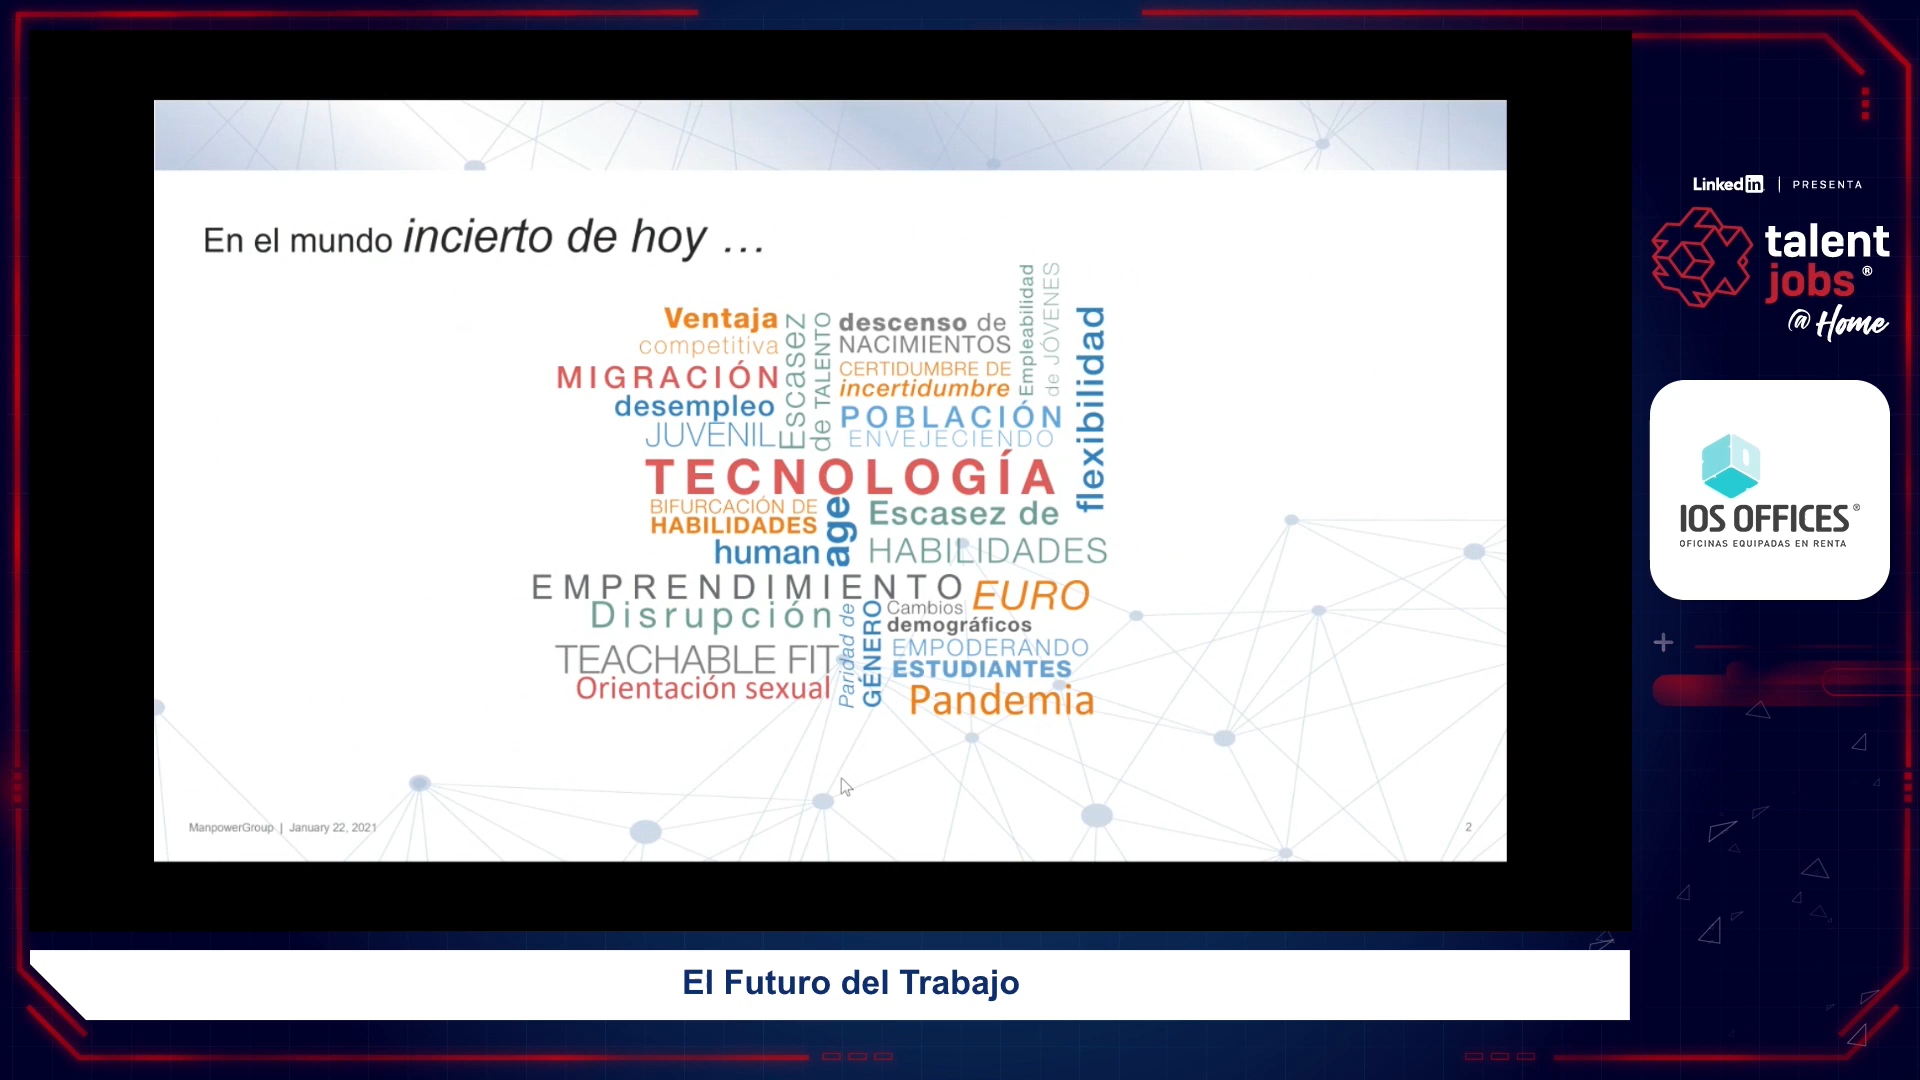 En el mundo incierto de hoy ...
Ventaja
competitiva
MIGRACIÓN
desempleo
JUVENIL
Escasez
de TALENTO
descenso de
NACIMIENTOS
CERTIDUMBRE DE
incertidumbre
POBLACIÓN
ENVEJECIENDO
Empleabilidad
de JÓVENES
flexibilidad
TECNOLOGÍA
BIFURCACIÓN DE
HABILIDADES
human
age
Escasez de
HABILIDADES
EMPRENDIMIENTO
EURO
Disrupción
TEACHABLE FIT
Orientación sexual
Paridad de
GÉNERO
Cambios
demográficos
EMPODERANDO
ESTUDIANTES
Pandemia
ManpowerGroup | January 22, 2021
2
LinkedIn | PRESENTA
talent
jobs®
@Home
IOS OFFICES®
OFICINAS EQUIPADAS EN RENTA
El Futuro del Trabajo